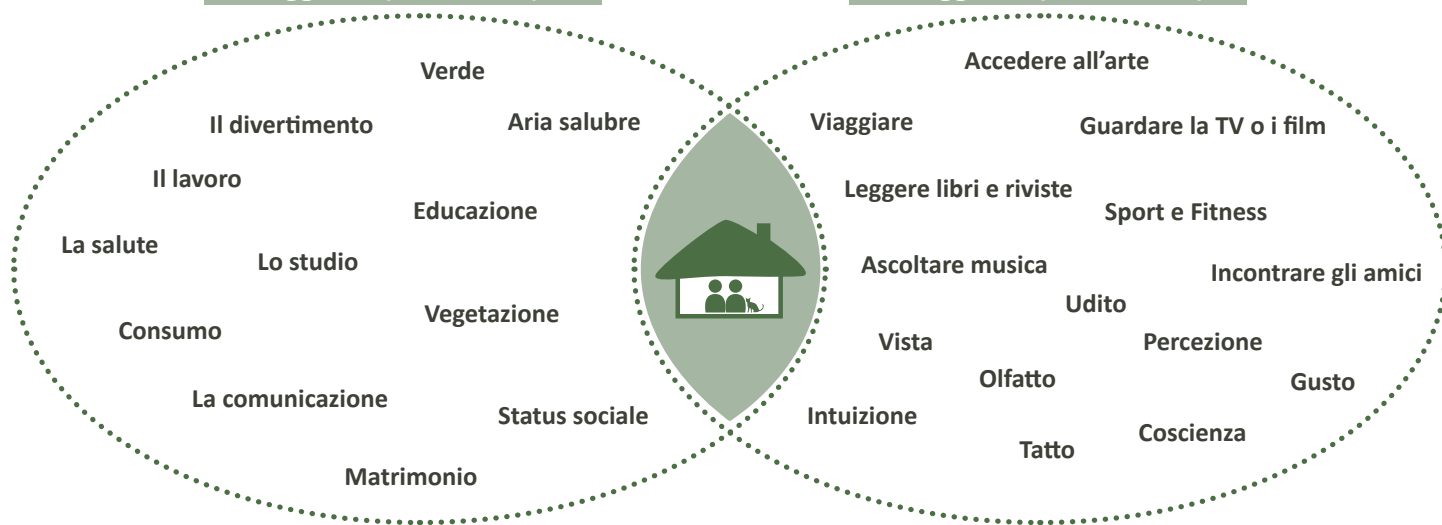 Verde
Il divertimento
Aria salubre
Il lavoro
Educazione
La salute
Lo studio
Vegetazione
Consumo
La comunicazione
Status sociale
Matrimonio
Accedere all’arte
Viaggiare
Guardare la TV o i film
Leggere libri e riviste
Sport e Fitness
Ascoltare musica
Incontrare gli amici
Udito
Vista
Percezione
Olfatto
Gusto
Intuizione
Coscienza
Tatto